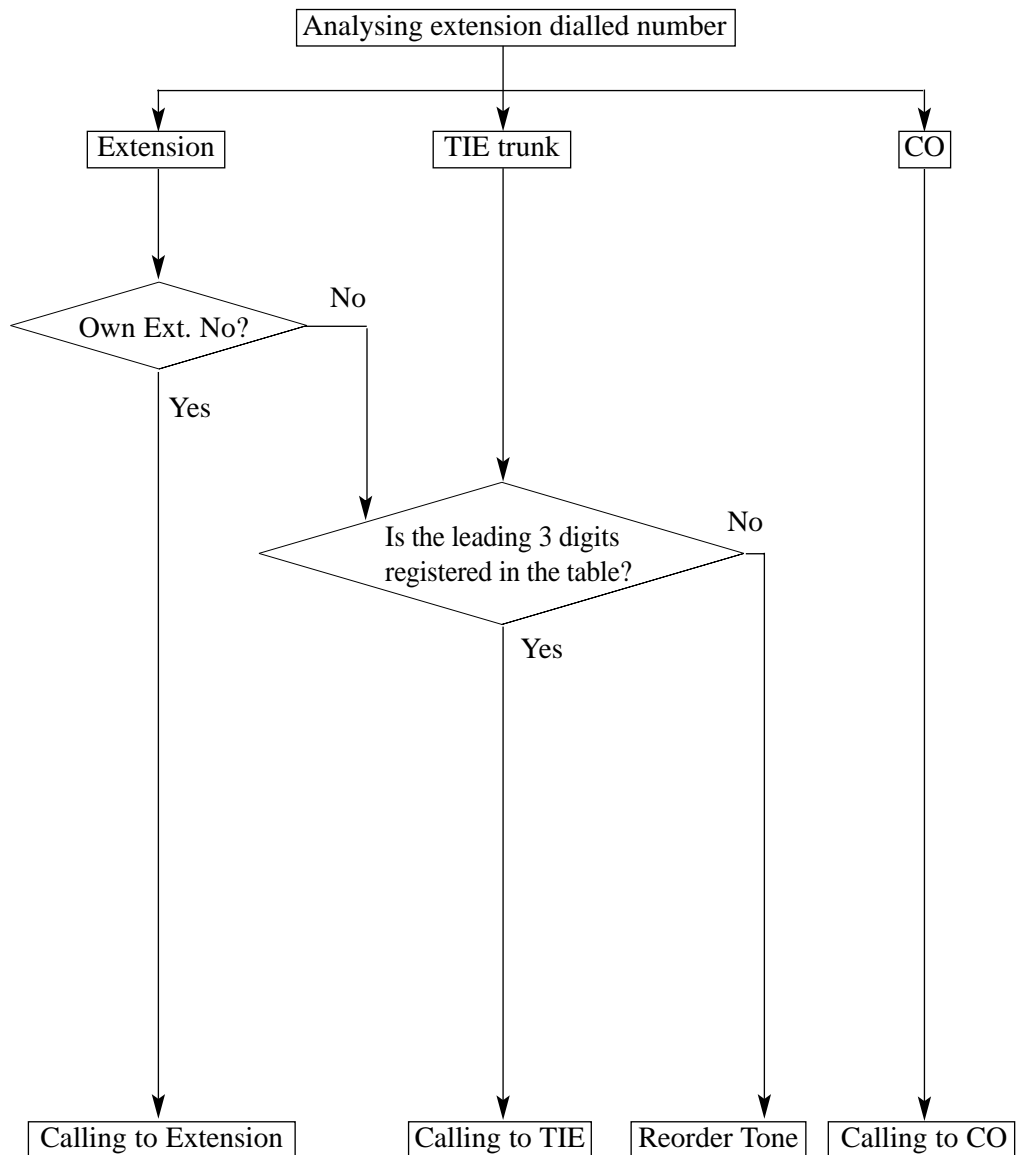 Analysing extension dialled number
Extension
TIE trunk
CO
No
Own Ext. No?
Yes
No
Is the leading 3 digits
registered in the table?
Yes
Calling to Extension
Calling to TIE
Reorder Tone
Calling to CO